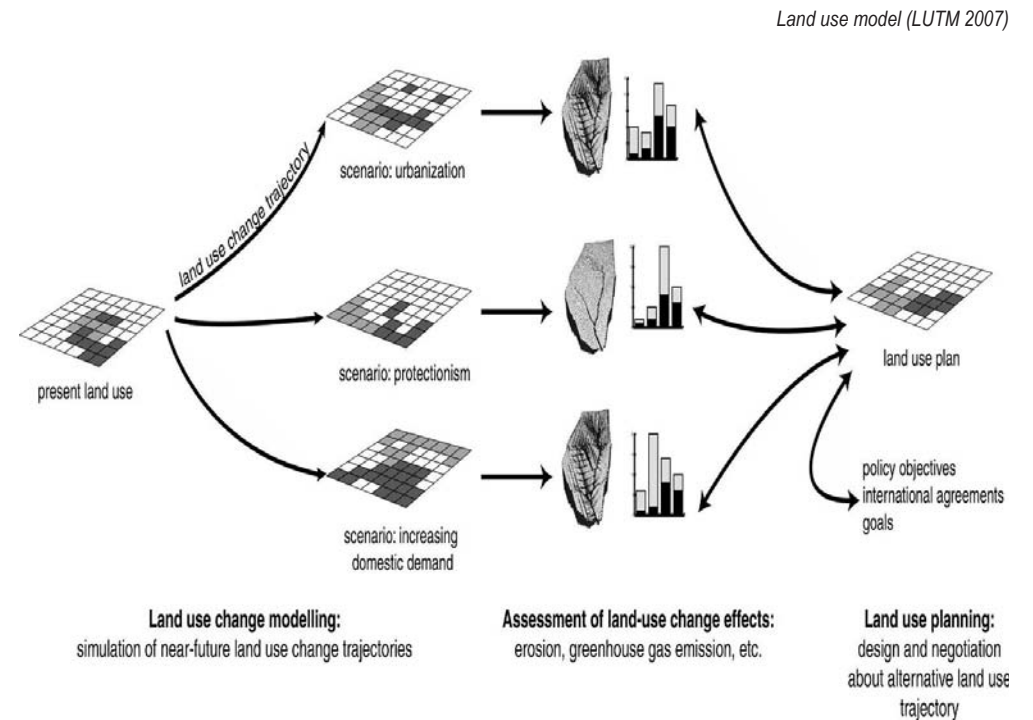 Land use model (LUTM 2007)
land use change trajectory
scenario: urbanization
present land use
scenario: protectionism
land use plan
scenario: increasing
domestic demand
policy objectives
international agreements
goals
Land use change modelling:
simulation of near-future land use change trajectories
Assessment of land-use change effects:
erosion, greenhouse gas emission, etc.
Land use planning:
design and negotiation
about alternative land use
trajectory